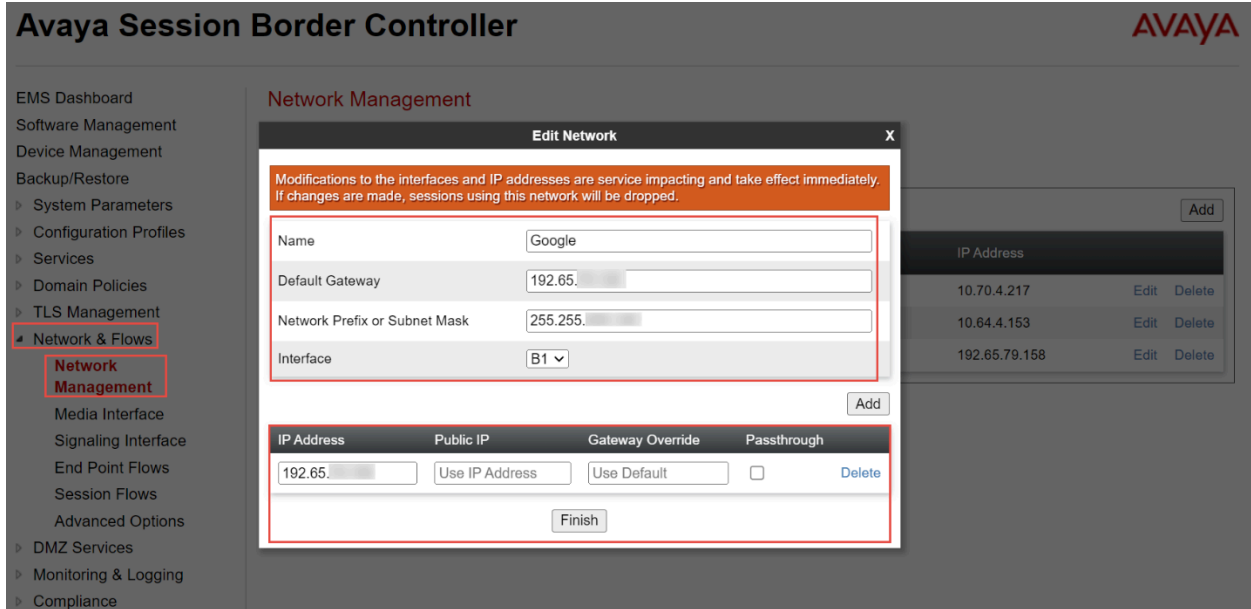 Avaya Session Border Controller
AVAYA
EMS Dashboard
Software Management
Device Management
Backup/Restore
System Parameters
Configuration Profiles
Services
Domain Policies
TLS Management
Network & Flows
Network
Management
Media Interface
Signaling Interface
End Point Flows
Session Flows
Advanced Options
DMZ Services
Monitoring & Logging
Compliance
Network Management
Edit Network X
Modifications to the interfaces and IP addresses are service impacting and take effect immediately.
If changes are made, sessions using this network will be dropped.
Name Google
Default Gateway 192.65.
Network Prefix or Subnet Mask 255.255.
Interface B1
Add
IP Address Public IP Gateway Override Passthrough
192.65. Use IP Address Use Default Delete
Finish
Add
IP Address
10.70.4.217 Edit Delete
10.64.4.153 Edit Delete
192.65.79.158 Edit Delete